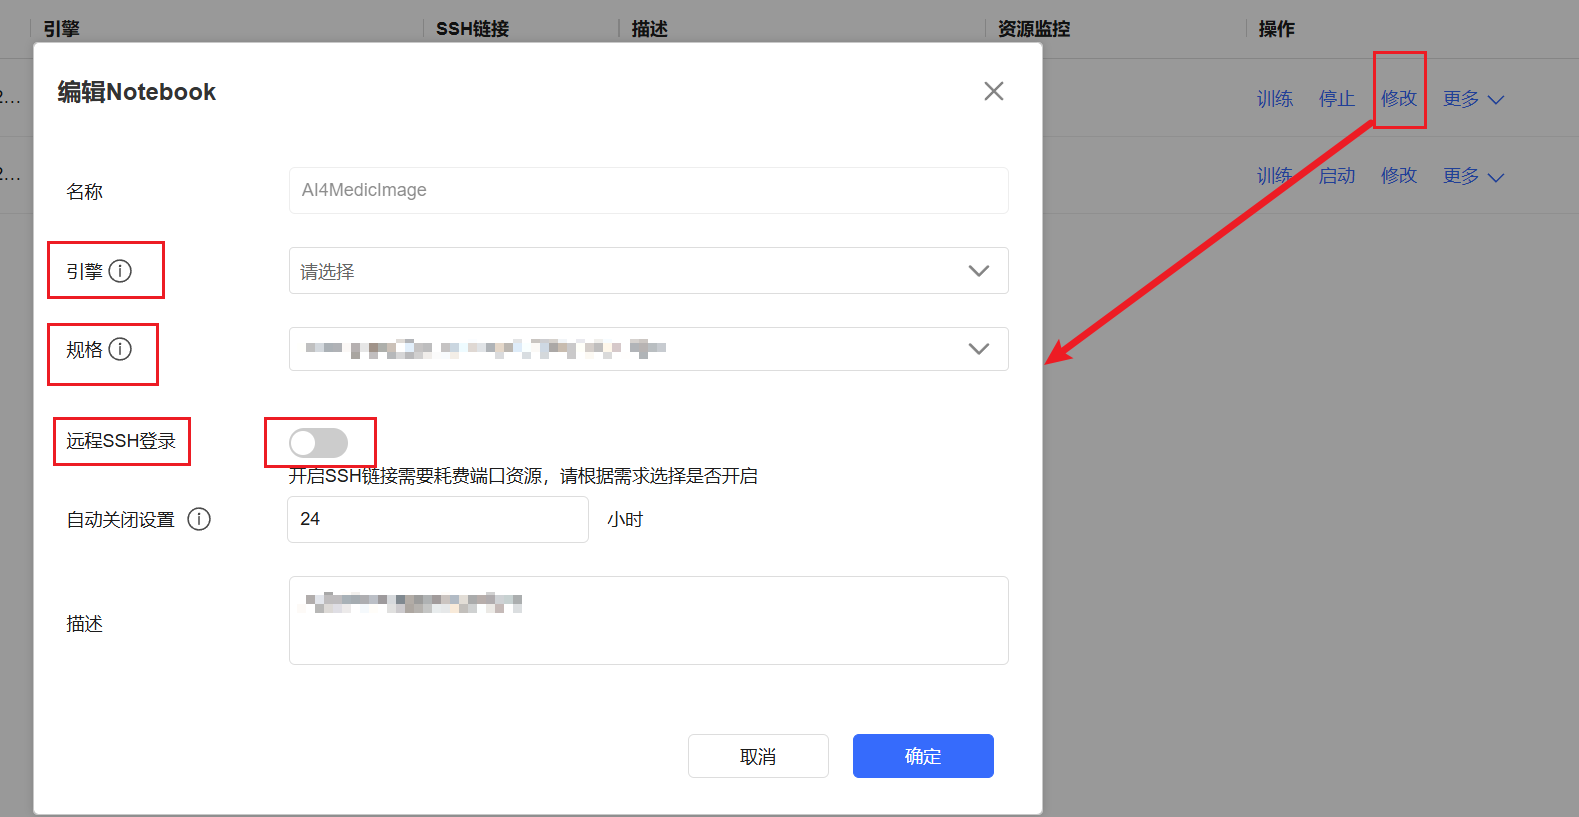 引擎 SSH链接 描述 资源监控 操作
编辑Notebook
2... 训练 停止 修改 更多
2... 训练 启动 修改 更多
名称 AI4MedicImage
引擎 请选择
规格
远程SSH登录
开启SSH链接需要耗费端口资源，请根据需求选择是否开启
自动关闭设置 24 小时
描述
取消 确定